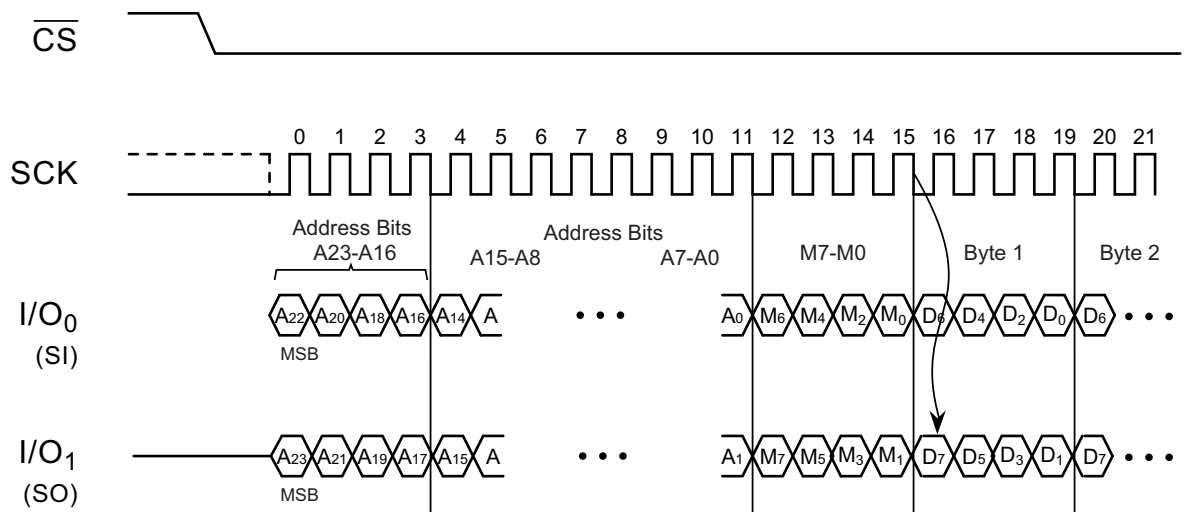 CS
SCK
0 1 2 3 4 5 6 7 8 9 10 11 12 13 14 15 16 17 18 19 20 21
Address Bits
A23-A16
Address Bits
A15-A8 A7-A0
M7-M0
Byte 1
Byte 2
I/O0
(SI)
A22 A20 A18 A16 A14 A • • • A0 M6 M4 M2 M0 D6 D4 D2 D0 D6 • • •
MSB
I/O1
(SO)
A23 A21 A19 A17 A15 A • • • A1 M7 M5 M3 M1 D7 D5 D3 D1 D7 • • •
MSB